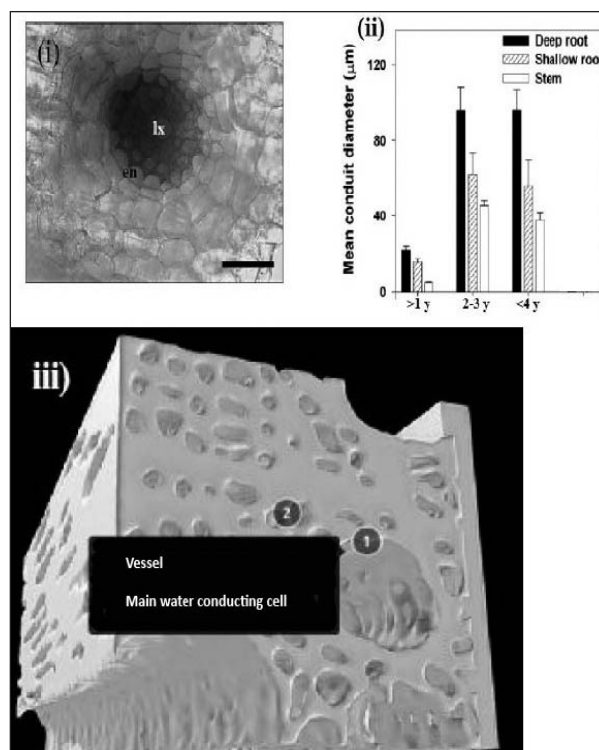 (i)
lx
en
(ii)
Mean conduit diameter (μm)
120
80
40
0
Deep root
Shallow roo
Stem
>1 y
2-3 y
<4 y
iii)
2
1
Vessel
Main water conducting cell